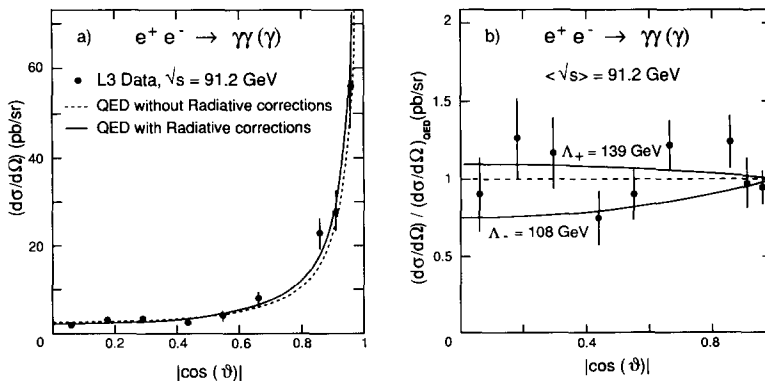 a) e⁺ e⁻ → γγ (γ)
● L3 Data, √s = 91.2 GeV
QED without Radiative corrections
QED with Radiative corrections
(dσ/dΩ) (pb/sr)
60
40
20
0
0 0.2 0.4 0.6 0.8 1
|cos (ϑ)|
b) e⁺ e⁻ → γγ (γ)
<√s> = 91.2 GeV
(dσ/dΩ) / (dσ/dΩ)QED (pb/sr)
2
1.5
1
0.5
0
Λ₊ = 139 GeV
Λ₋ = 108 GeV
0 0.4 0.8
|cos (ϑ)|